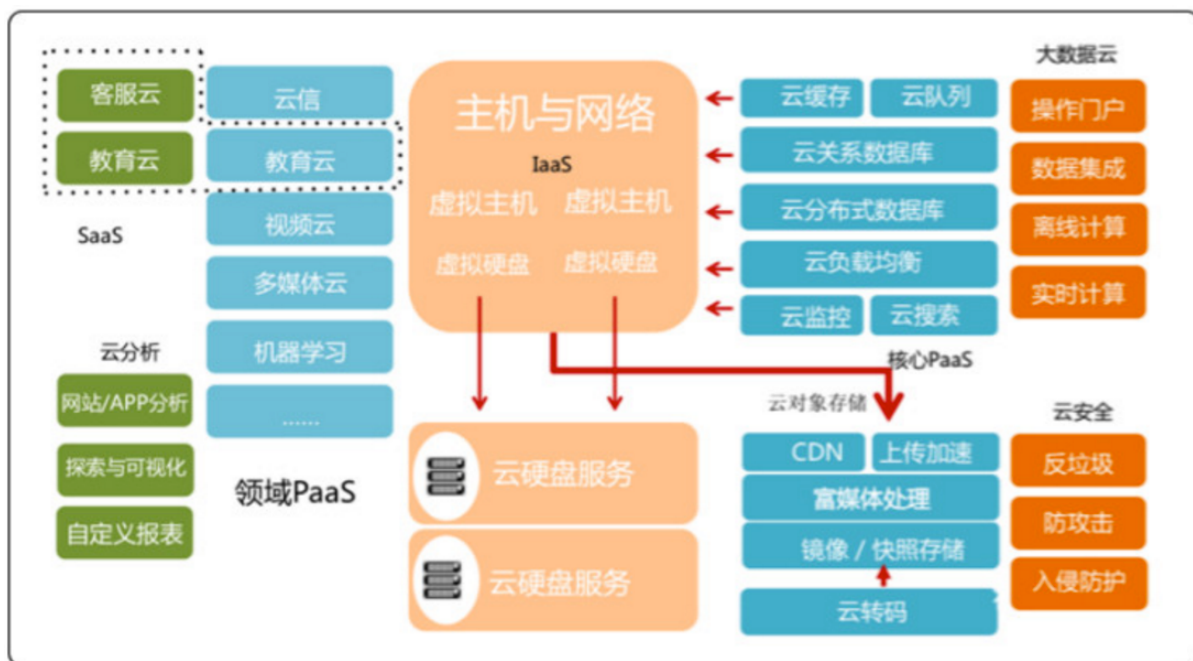 客服云
教育云
SaaS
云分析
网站/APP分析
探索与可视化
自定义报表
云信
教育云
视频云
多媒体云
机器学习
......
领域PaaS
主机与网络
IaaS
虚拟主机 虚拟主机
虚拟硬盘 虚拟硬盘
云硬盘服务
云硬盘服务
云缓存 云队列
云关系数据库
云分布式数据库
云负载均衡
云监控 云搜索
核心PaaS
云对象存储
CDN 上传加速
富媒体处理
镜像 / 快照存储
云转码
大数据云
操作门户
数据集成
离线计算
实时计算
云安全
反垃圾
防攻击
入侵防护